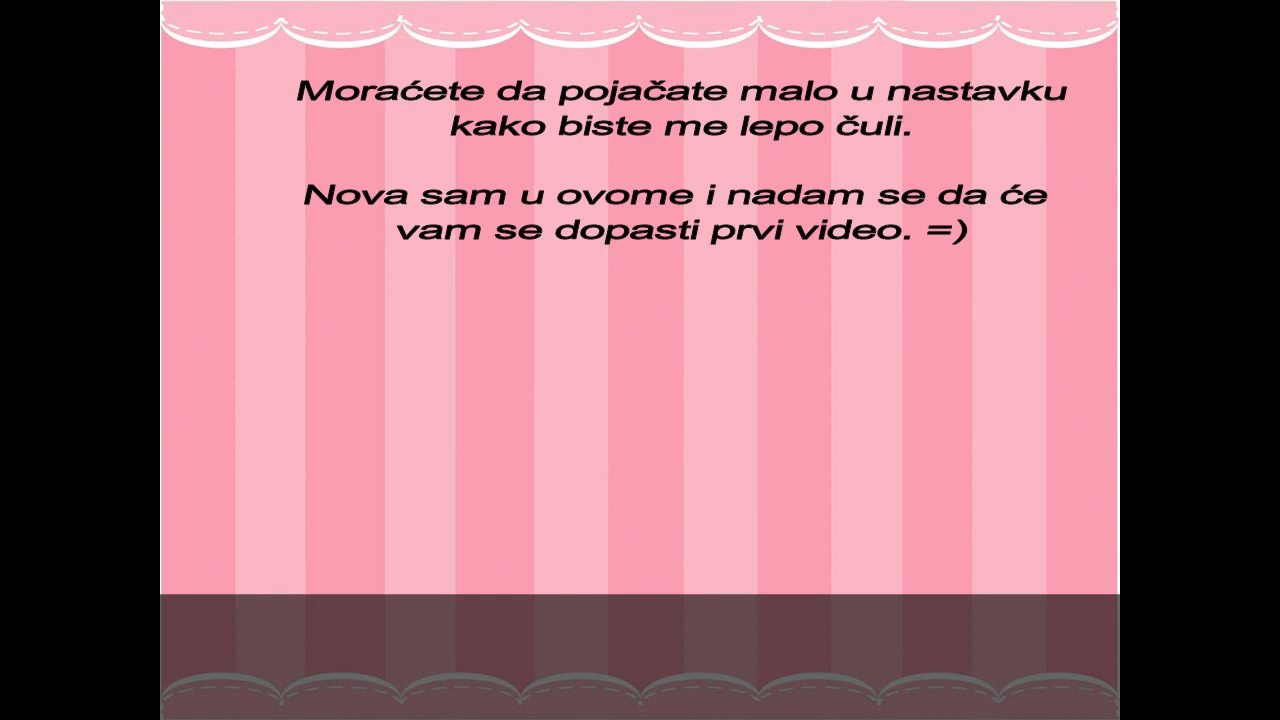 Moraćete da pojačate malo u nastavku
kako biste me lepo čuli.
Nova sam u ovome i nadam se da će
vam se dopasti prvi video. =)